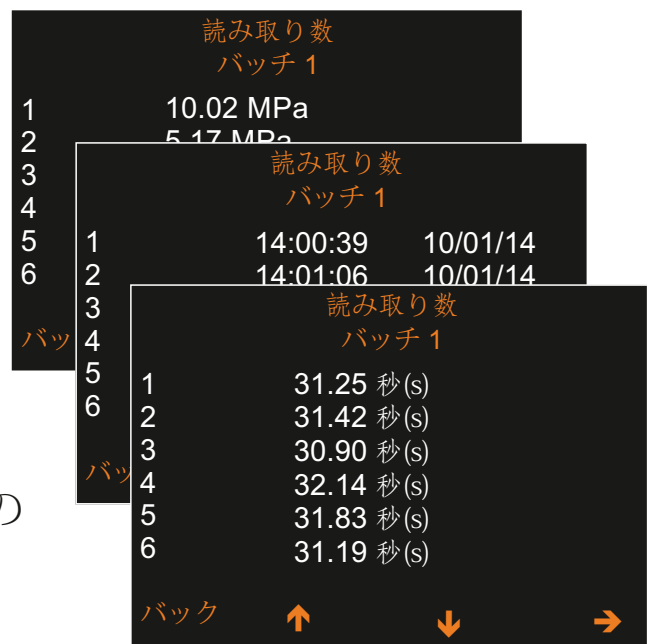 読み取り数
バッチ 1
1 10.02 MPa
2 5.17 MPa
3
4
5
6
バッ
読み取り数
バッチ 1
1 14:00:39 10/01/14
2 14:01:06 10/01/14
3
4
5
6
バッ
読み取り数
バッチ 1
1 31.25 秒(s)
2 31.42 秒(s)
3 30.90 秒(s)
4 32.14 秒(s)
5 31.83 秒(s)
6 31.19 秒(s)
バック ↑ ↓ →
の